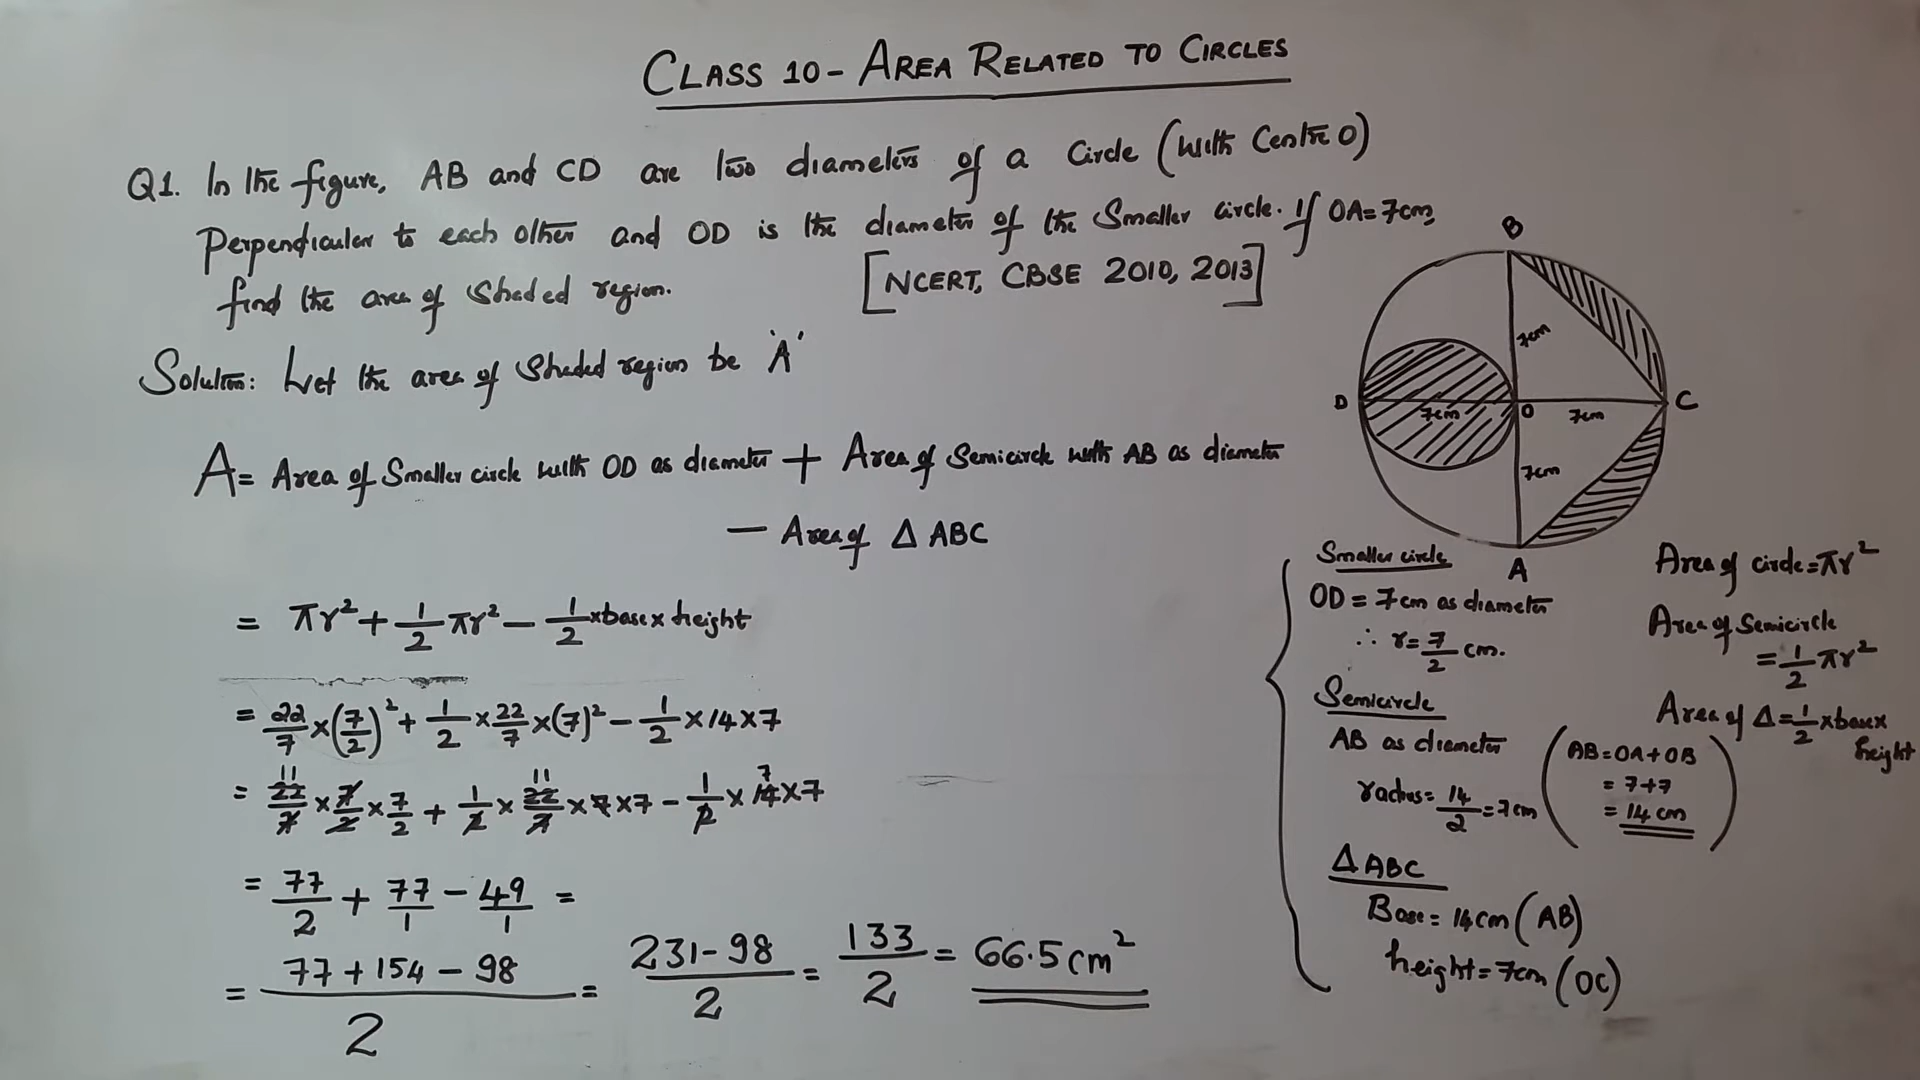 CLASS 10 - AREA RELATED TO CIRCLES
Q1. In the figure, AB and CD are two diameters of a Circle (with Centre O)
Perpendicular to each other and OD is the diameter of the Smaller circle. If OA = 7cm,
find the area of Shaded region. [NCERT, CBSE 2010, 2013]
Solution: Let the area of Shaded region be 'A'
A = Area of Smaller circle with OD as diameter + Area of Semicircle with AB as diameter
— Area of Δ ABC
= πr² + 1/2 πr² - 1/2 × base × height
= 22/7 × (7/2)² + 1/2 × 22/7 × (7)² - 1/2 × 14 × 7
= 22/7 × 7/2 × 7/2 + 1/2 × 22/7 × 7 × 7 - 1/2 × 14 × 7
11 11 7
= 77/2 + 77/1 - 49/1 =
= (77 + 154 - 98)/2 = (231 - 98)/2 = 133/2 = 66.5 cm²
B
7cm
D
7cm
O
7cm
C
7cm
A
Smaller circle
OD = 7 cm as diameter
∴ r = 7/2 cm.
Semicircle
AB as diameter
radius = 14/2 = 7 cm
(AB = OA + OB
= 7 + 7
= 14 cm)
Δ ABC
Base = 14 cm (AB)
height = 7cm (OC)
Area of circle = πr²
Area of Semicircle
= 1/2 πr²
Area of Δ = 1/2 × base ×
height